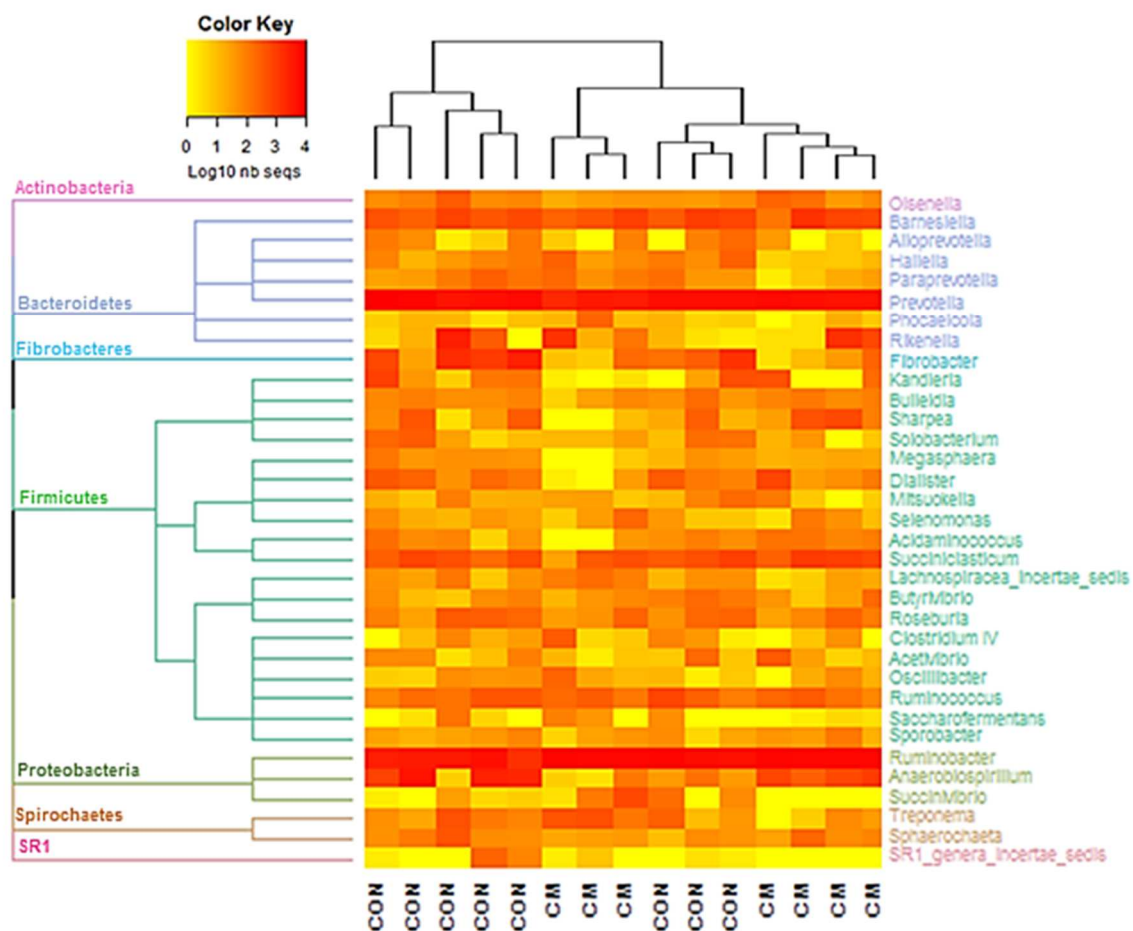 Color Key
0 1 2 3 4
Log10 nb seqs
Actinobacteria
Bacteroidetes
Fibrobacteres
Firmicutes
Proteobacteria
Spirochaetes
SR1
Olsenella
Barnesiella
Alloprevotella
Hallella
Paraprevotella
Prevotella
Phocaeicola
Rikenella
Fibrobacter
Kandleria
Bulleidia
Sharpea
Solobacterium
Megasphaera
Dialister
Mitsuokella
Selenomonas
Acidaminococcus
Succiniclasticum
Lachnospiracea_incertae_sedis
Butyrivibrio
Roseburia
Clostridium IV
Acetivibrio
Oscillibacter
Ruminococcus
Saccharofermentans
Sporobacter
Ruminobacter
Anaerobiospirillum
Succinivibrio
Treponema
Sphaerochaeta
SR1_genera_incertae_sedis
CON CON CON CON CON CM CM CM CON CON CON CM CM CM CM